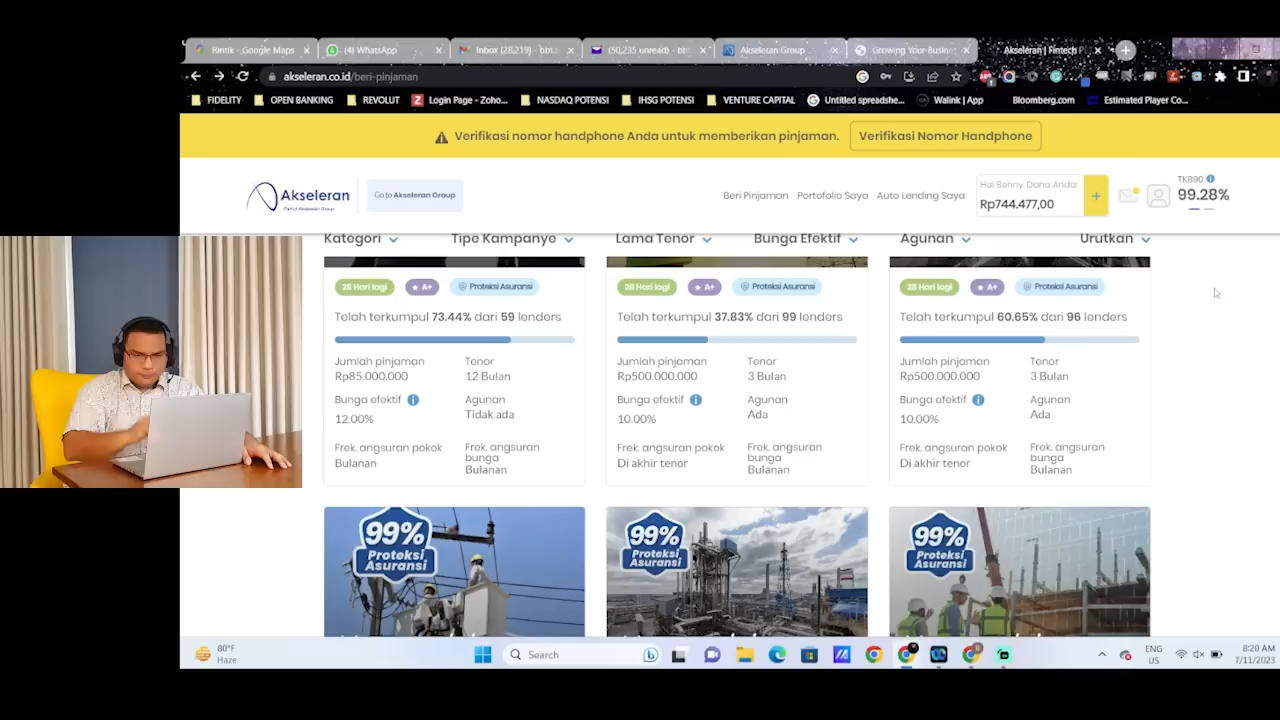 Rintik - Google Maps
(4) WhatsApp
Inbox (28,219) - bbt
(50,235 unread) - bbt
Akseleran Group
Growing Your Busine
Akseleran | Fintech P
akseleran.co.id/beri-pinjaman
FIDELITY
OPEN BANKING
REVOLUT
Login Page - Zoho...
NASDAQ POTENSI
IHSG POTENSI
VENTURE CAPITAL
Untitled spreadshe...
Walink | App
Bloomberg.com
Estimated Player Co...
Verifikasi nomor handphone Anda untuk memberikan pinjaman.
Verifikasi Nomor Handphone
Akseleran
Go to Akseleran Group
Beri Pinjaman
Portofolio Saya
Auto Lending Saya
Hai Benny. Dana Anda:
Rp744.477,00
+
TKB90
99.28%
Kategori
Tipe Kampanye
Lama Tenor
Bunga Efektif
Agunan
Urutkan
28 Hari lagi
A+
Proteksi Asuransi
Telah terkumpul 73.44% dari 59 lenders
Jumlah pinjaman
Rp85.000.000
Tenor
12 Bulan
Bunga efektif
12.00%
Agunan
Tidak ada
Frek. angsuran pokok
Bulanan
Frek. angsuran
bunga
Bulanan
28 Hari lagi
A+
Proteksi Asuransi
Telah terkumpul 37.83% dari 99 lenders
Jumlah pinjaman
Rp500.000.000
Tenor
3 Bulan
Bunga efektif
10.00%
Agunan
Ada
Frek. angsuran pokok
Di akhir tenor
Frek. angsuran
bunga
Bulanan
28 Hari lagi
A+
Proteksi Asuransi
Telah terkumpul 60.65% dari 96 lenders
Jumlah pinjaman
Rp500.000.000
Tenor
3 Bulan
Bunga efektif
10.00%
Agunan
Ada
Frek. angsuran pokok
Di akhir tenor
Frek. angsuran
bunga
Bulanan
99%
Proteksi
Asuransi
99%
Proteksi
Asuransi
99%
Proteksi
Asuransi
80°F
Haze
Search
ENG
US
8:20 AM
7/11/2023